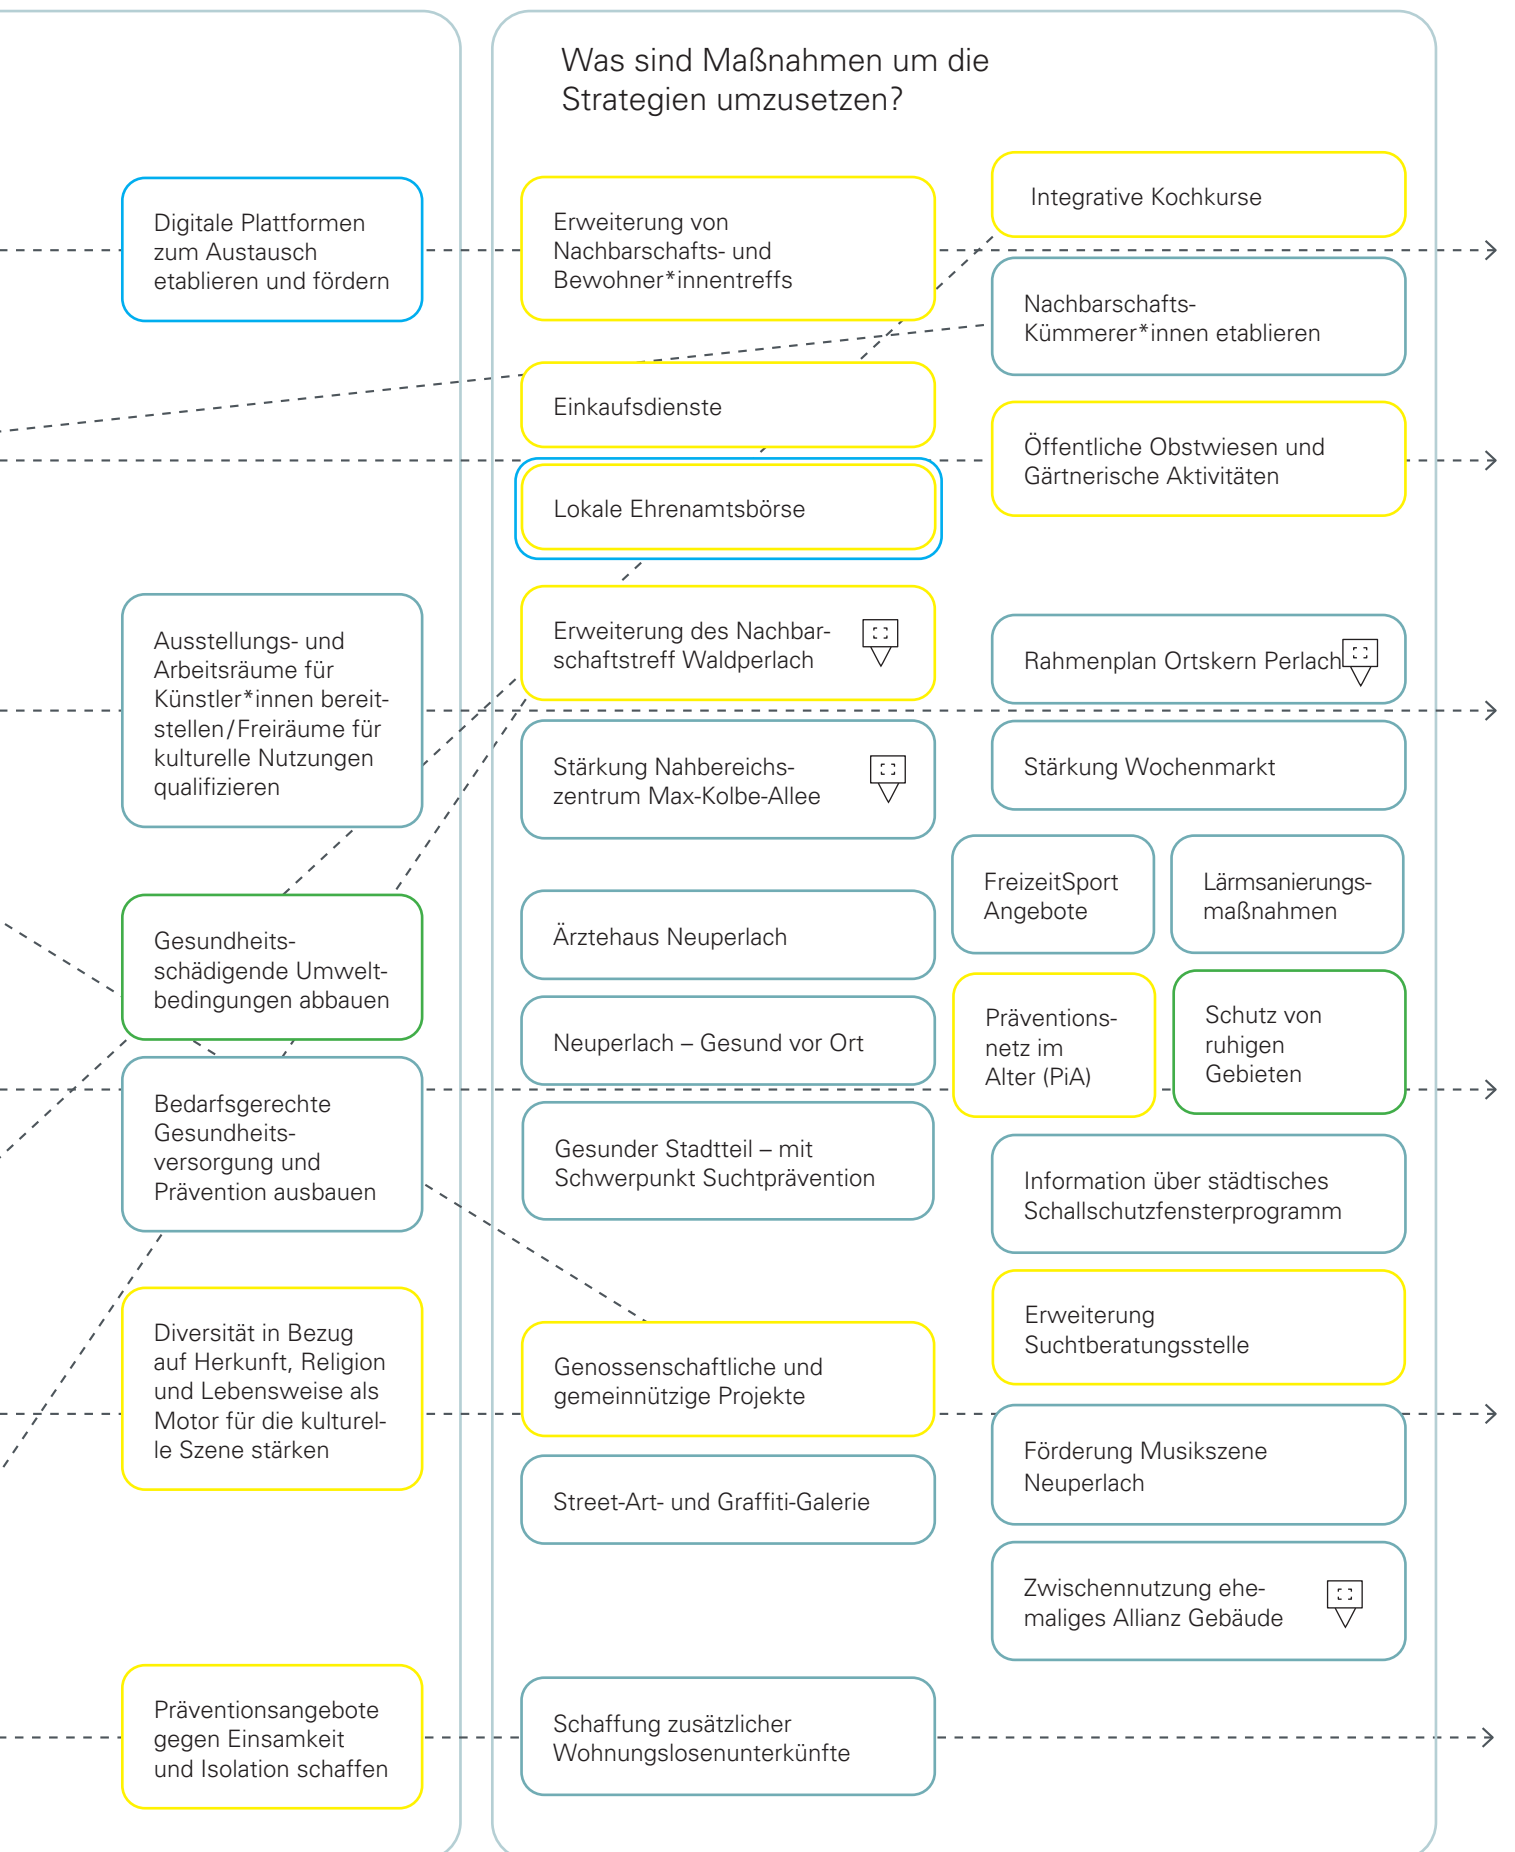 Digitale Plattformen
zum Austausch
etablieren und fördern
Ausstellungs- und
Arbeitsräume für
Künstler*innen bereit-
stellen/Freiräume für
kulturelle Nutzungen
qualifizieren
Gesundheits-
schädigende Umwelt-
bedingungen abbauen
Bedarfsgerechte
Gesundheits-
versorgung und
Prävention ausbauen
Diversität in Bezug
auf Herkunft, Religion
und Lebensweise als
Motor für die kulturel-
le Szene stärken
Präventionsangebote
gegen Einsamkeit
und Isolation schaffen
Was sind Maßnahmen um die
Strategien umzusetzen?
Erweiterung von
Nachbarschafts- und
Bewohner*innentreffs
Einkaufsdienste
Lokale Ehrenamtsbörse
Erweiterung des Nachbar-
schaftstreff Waldperlach
Stärkung Nahbereichs-
zentrum Max-Kolbe-Allee
Ärztehaus Neuperlach
Neuperlach – Gesund vor Ort
Gesunder Stadtteil – mit
Schwerpunkt Suchtprävention
Genossenschaftliche und
gemeinnützige Projekte
Street-Art- und Graffiti-Galerie
Schaffung zusätzlicher
Wohnungslosenunterkünfte
Integrative Kochkurse
Nachbarschafts-
Kümmerer*innen etablieren
Öffentliche Obstwiesen und
Gärtnerische Aktivitäten
Rahmenplan Ortskern Perlach
Stärkung Wochenmarkt
FreizeitSport
Angebote
Lärmsanierungs-
maßnahmen
Präventions-
netz im
Alter (PiA)
Schutz von
ruhigen
Gebieten
Information über städtisches
Schallschutzfensterprogramm
Erweiterung
Suchtberatungsstelle
Förderung Musikszene
Neuperlach
Zwischennutzung ehe-
maliges Allianz Gebäude